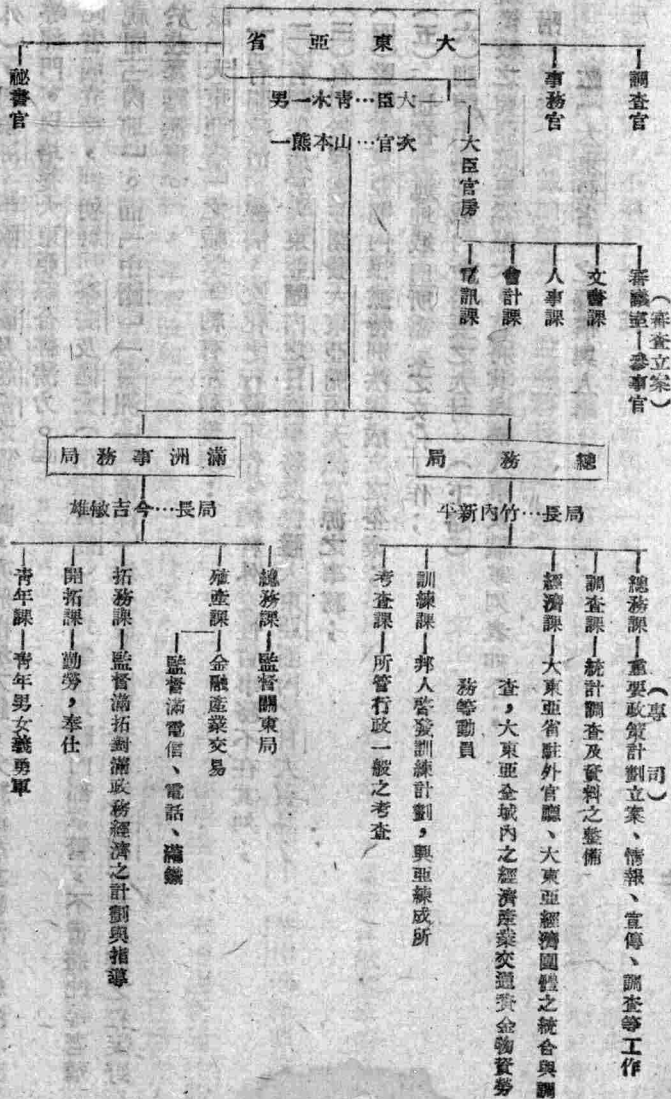 大東亞省
大臣…青木一男
次官…山本熊一
調查官
事務官
祕書官
大臣官房
（審查立案）
審議室—參事官
文書課
人事課
會計課
電訊課
總務局
局長…竹內新平
（專司）
總務課—重要政策計劃立案、情報、宣傳、調查等工作
調查課—統計調查及資料之整備
經濟課—大東亞省駐外官廳、大東亞經濟團體之統合與調
查，大東亞全域內之經濟產業交通資金物資勞
務等動員
訓練課—邦人啓發訓練計劃，興亞練成所
考查課—所管行政一般之考查
滿洲事務局
局長…今吉敏雄
總務課—監督關東局
殖產課—金融產業交易
監督滿電信、電話、滿鐵
拓務課—監督滿拓對滿政務經濟之計劃與指導
開拓課—勤勞，奉仕
青年課—青年男女義勇軍